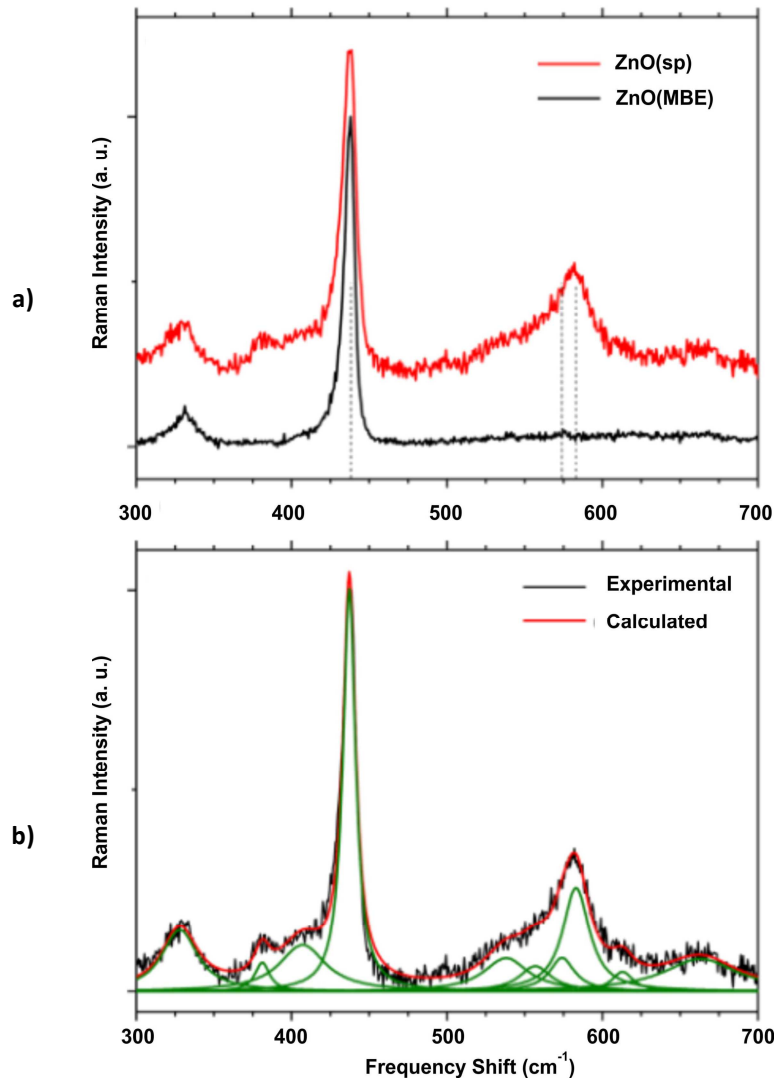 ZnO(sp)
ZnO(MBE)
Raman Intensity (a. u.)
a)
300 400 500 600 700
Experimental
Calculated
Raman Intensity (a. u.)
b)
300 400 500 600 700
Frequency Shift (cm⁻¹)